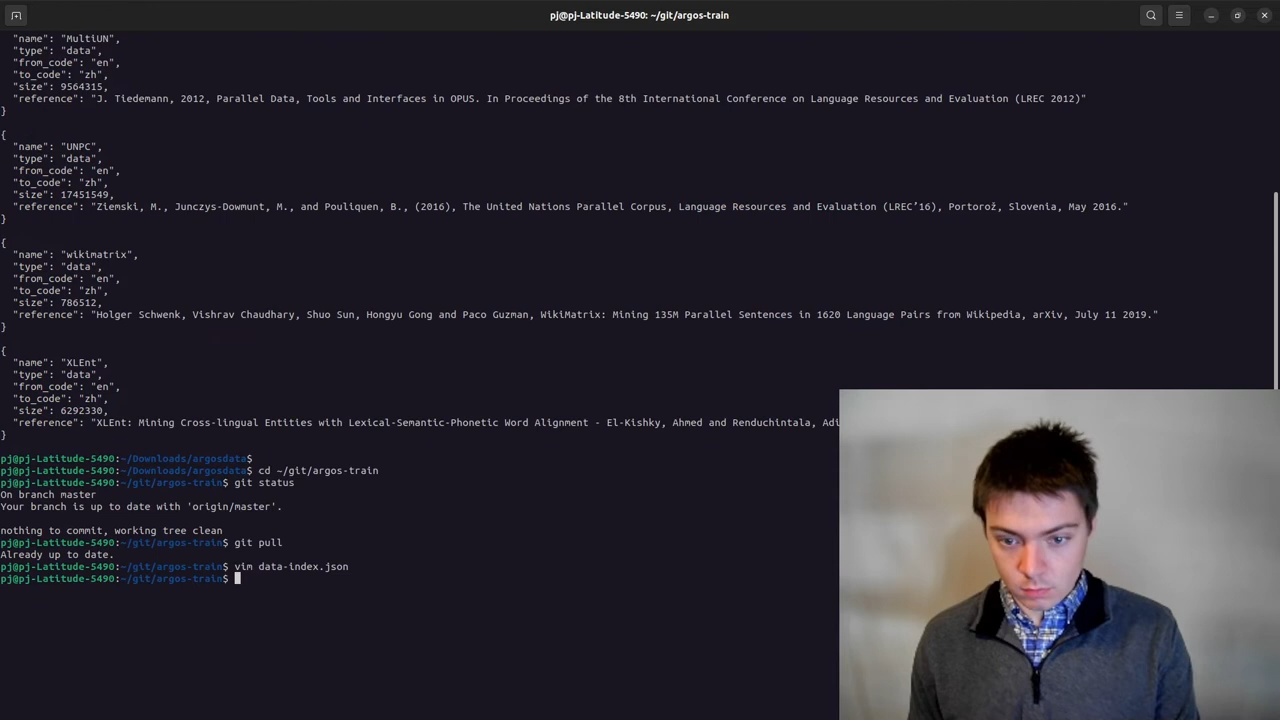 pj@pj-Latitude-5490: ~/git/argos-train
"name": "MultiUN",
"type": "data",
"from_code": "en",
"to_code": "zh",
"size": 9564315,
"reference": "J. Tiedemann, 2012, Parallel Data, Tools and Interfaces in OPUS. In Proceedings of the 8th International Conference on Language Resources and Evaluation (LREC 2012)"
}
{
"name": "UNPC",
"type": "data",
"from_code": "en",
"to_code": "zh",
"size": 17451549,
"reference": "Ziemski, M., Junczys-Dowmunt, M., and Pouliquen, B., (2016), The United Nations Parallel Corpus, Language Resources and Evaluation (LREC’16), Portorož, Slovenia, May 2016."
}
{
"name": "wikimatrix",
"type": "data",
"from_code": "en",
"to_code": "zh",
"size": 786512,
"reference": "Holger Schwenk, Vishrav Chaudhary, Shuo Sun, Hongyu Gong and Paco Guzman, WikiMatrix: Mining 135M Parallel Sentences in 1620 Language Pairs from Wikipedia, arXiv, July 11 2019."
}
{
"name": "XLEnt",
"type": "data",
"from_code": "en",
"to_code": "zh",
"size": 6292330,
"reference": "XLEnt: Mining Cross-lingual Entities with Lexical-Semantic-Phonetic Word Alignment - El-Kishky, Ahmed and Renduchintala, Adi
}
pj@pj-Latitude-5490:~/Downloads/argosdata$
pj@pj-Latitude-5490:~/Downloads/argosdata$ cd ~/git/argos-train
pj@pj-Latitude-5490:~/git/argos-train$ git status
On branch master
Your branch is up to date with 'origin/master'.
nothing to commit, working tree clean
pj@pj-Latitude-5490:~/git/argos-train$ git pull
Already up to date.
pj@pj-Latitude-5490:~/git/argos-train$ vim data-index.json
pj@pj-Latitude-5490:~/git/argos-train$